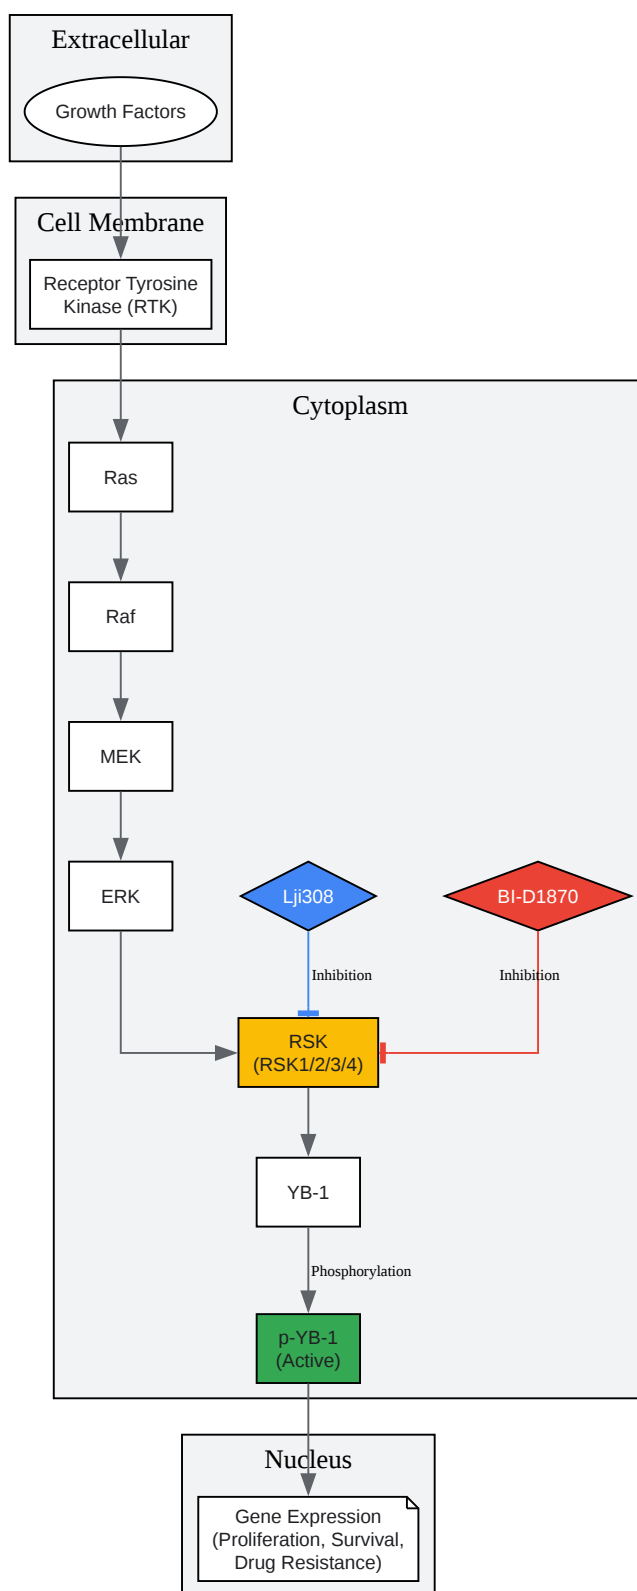 Extracellular
Growth Factors
Cell Membrane
Receptor Tyrosine
Kinase (RTK)
Cytoplasm
Ras
Raf
MEK
ERK
Lji308
BI-D1870
Inhibition
Inhibition
RSK
(RSK1/2/3/4)
YB-1
Phosphorylation
p-YB-1
(Active)
Nucleus
Gene Expression
(Proliferation, Survival,
Drug Resistance)